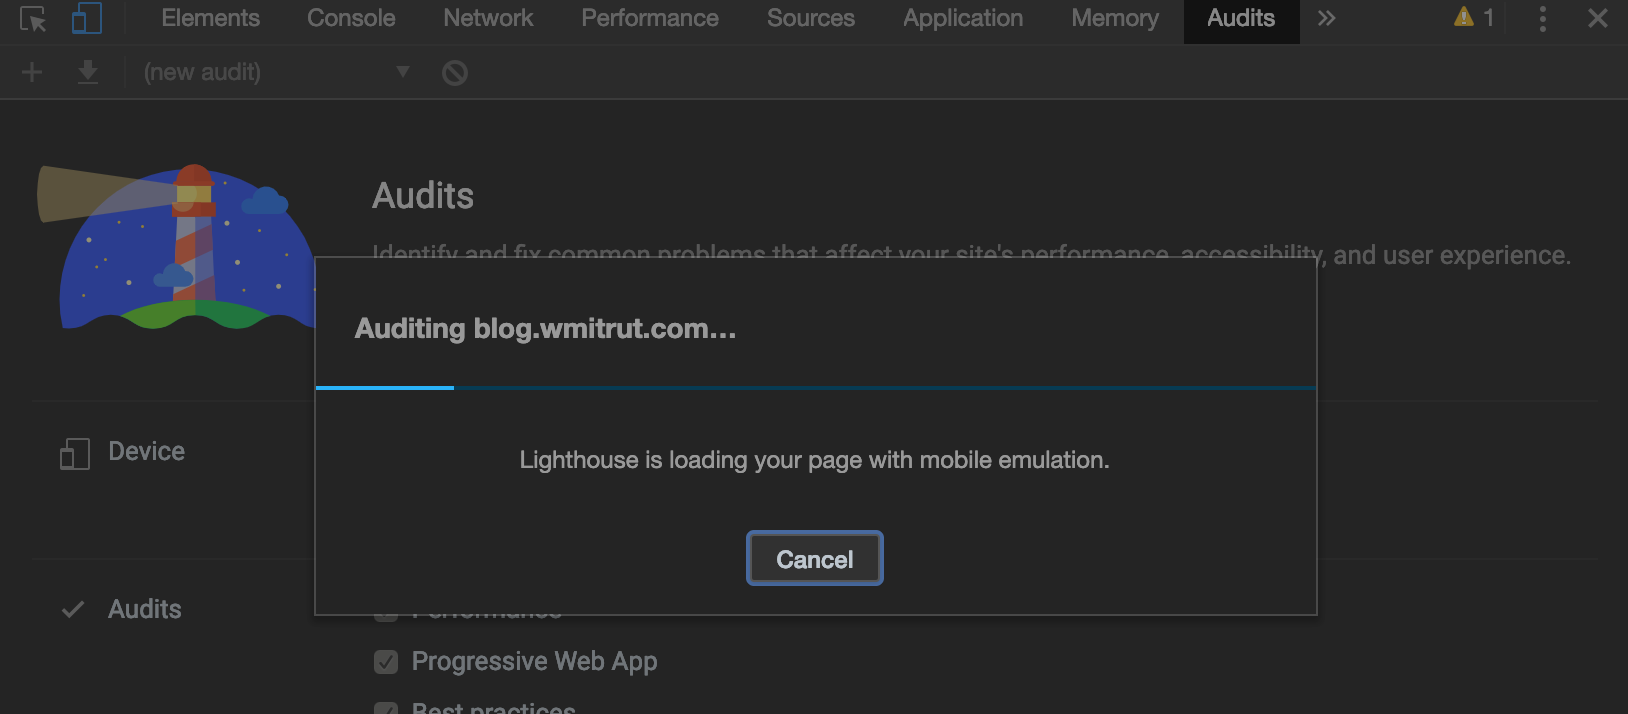 Elements Console Network Performance Sources Application Memory Audits » 1
(new audit)
Audits
Identify and fix common problems that affect your site's performance, accessibility, and user experience.
Auditing blog.wmitrut.com...
Device
Lighthouse is loading your page with mobile emulation.
Cancel
Audits
Performance
Progressive Web App
Best practices